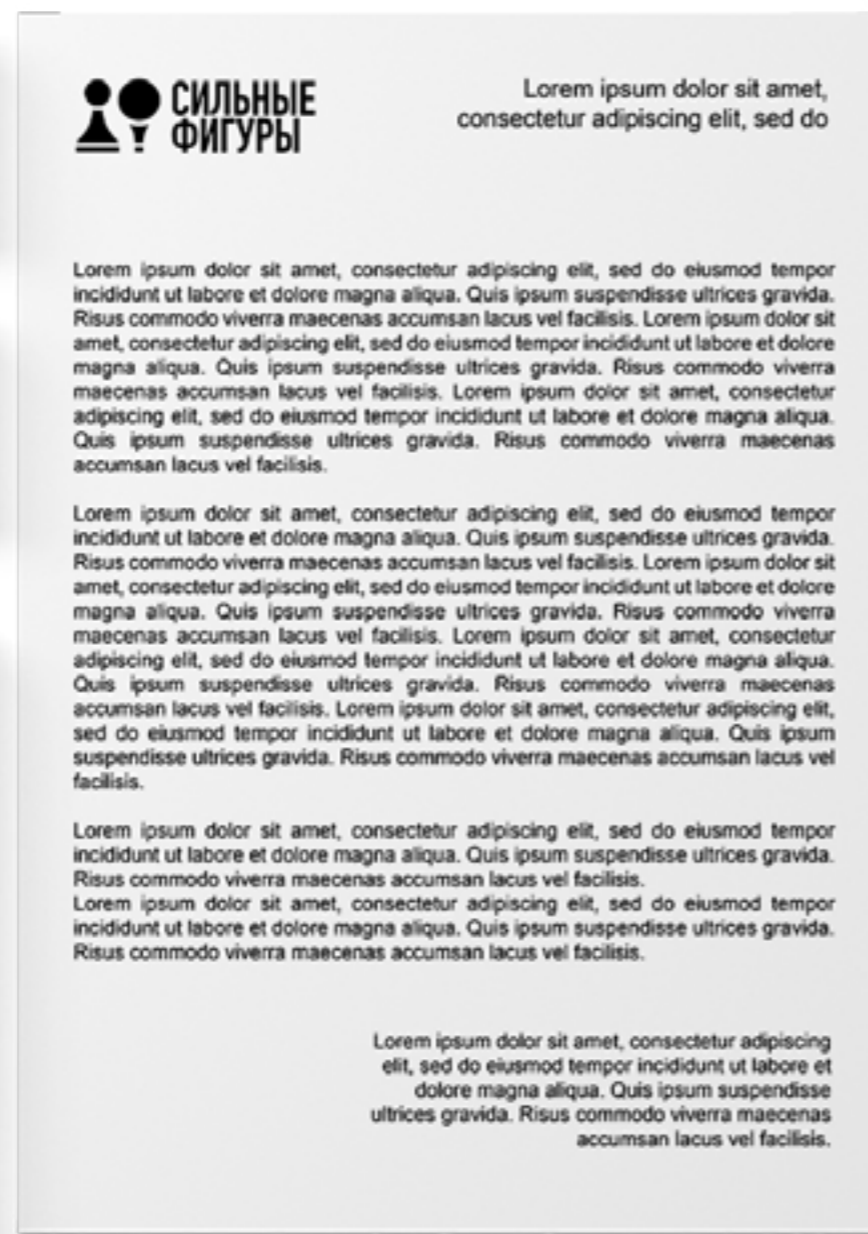 СИЛЬНЫЕ
ФИГУРЫ
Lorem ipsum dolor sit amet,
consectetur adipiscing elit, sed do
Lorem ipsum dolor sit amet, consectetur adipiscing elit, sed do eiusmod tempor
incididunt ut labore et dolore magna aliqua. Quis ipsum suspendisse ultrices gravida.
Risus commodo viverra maecenas accumsan lacus vel facilisis. Lorem ipsum dolor sit
amet, consectetur adipiscing elit, sed do eiusmod tempor incididunt ut labore et dolore
magna aliqua. Quis ipsum suspendisse ultrices gravida. Risus commodo viverra
maecenas accumsan lacus vel facilisis. Lorem ipsum dolor sit amet, consectetur
adipiscing elit, sed do eiusmod tempor incididunt ut labore et dolore magna aliqua.
Quis ipsum suspendisse ultrices gravida. Risus commodo viverra maecenas
accumsan lacus vel facilisis.
Lorem ipsum dolor sit amet, consectetur adipiscing elit, sed do eiusmod tempor
incididunt ut labore et dolore magna aliqua. Quis ipsum suspendisse ultrices gravida.
Risus commodo viverra maecenas accumsan lacus vel facilisis. Lorem ipsum dolor sit
amet, consectetur adipiscing elit, sed do eiusmod tempor incididunt ut labore et dolore
magna aliqua. Quis ipsum suspendisse ultrices gravida. Risus commodo viverra
maecenas accumsan lacus vel facilisis. Lorem ipsum dolor sit amet, consectetur
adipiscing elit, sed do eiusmod tempor incididunt ut labore et dolore magna aliqua.
Quis ipsum suspendisse ultrices gravida. Risus commodo viverra maecenas
accumsan lacus vel facilisis. Lorem ipsum dolor sit amet, consectetur adipiscing elit,
sed do eiusmod tempor incididunt ut labore et dolore magna aliqua. Quis ipsum
suspendisse ultrices gravida. Risus commodo viverra maecenas accumsan lacus vel
facilisis.
Lorem ipsum dolor sit amet, consectetur adipiscing elit, sed do eiusmod tempor
incididunt ut labore et dolore magna aliqua. Quis ipsum suspendisse ultrices gravida.
Risus commodo viverra maecenas accumsan lacus vel facilisis.
Lorem ipsum dolor sit amet, consectetur adipiscing elit, sed do eiusmod tempor
incididunt ut labore et dolore magna aliqua. Quis ipsum suspendisse ultrices gravida.
Risus commodo viverra maecenas accumsan lacus vel facilisis.
Lorem ipsum dolor sit amet, consectetur adipiscing
elit, sed do eiusmod tempor incididunt ut labore et
dolore magna aliqua. Quis ipsum suspendisse
ultrices gravida. Risus commodo viverra maecenas
accumsan lacus vel facilisis.